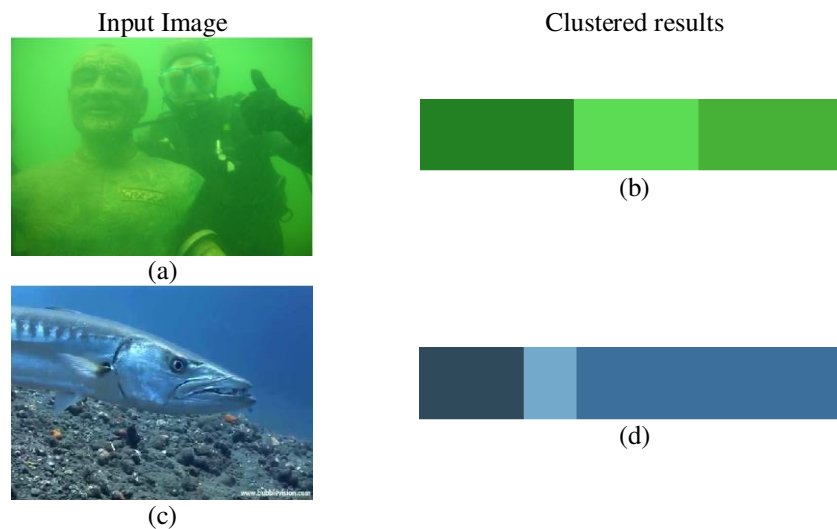 Input Image
Clustered results
(a)
(b)
www.bubblevision.com
(c)
(d)